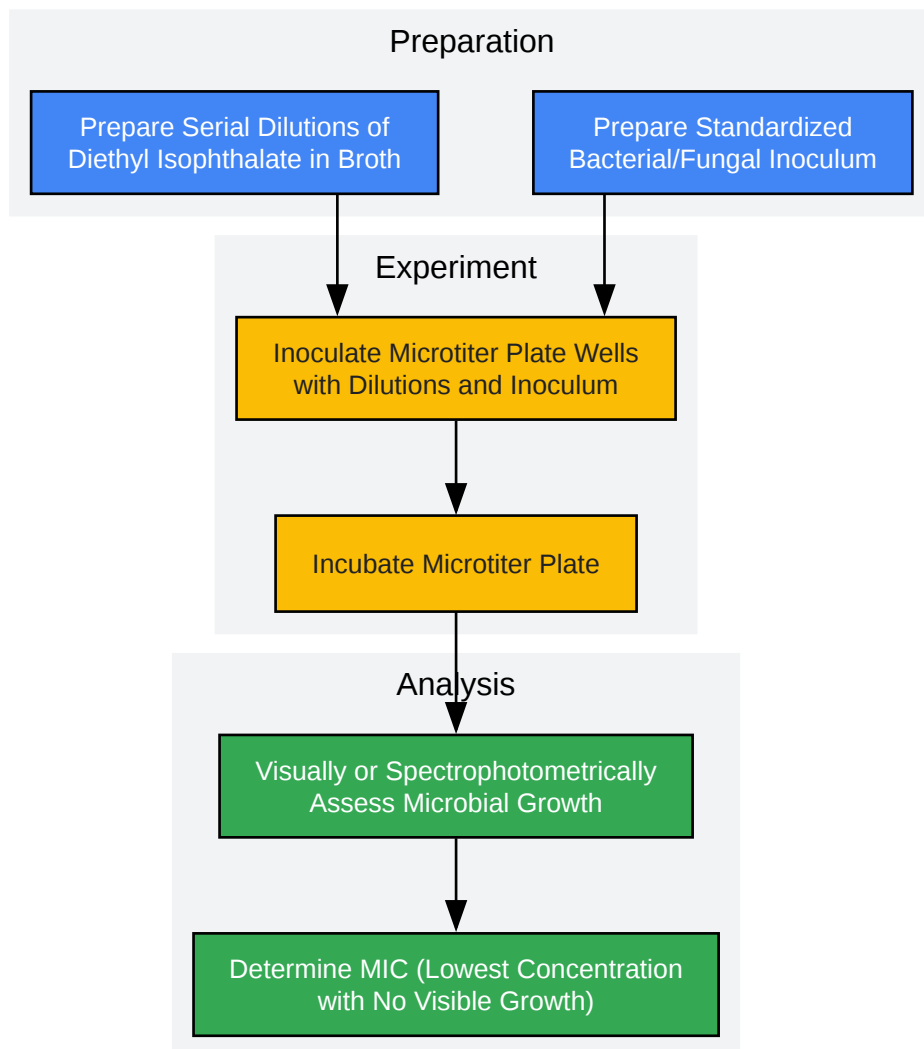 Preparation
Prepare Serial Dilutions of
Diethyl Isophthalate in Broth
Prepare Standardized
Bacterial/Fungal Inoculum
Experiment
Inoculate Microtiter Plate Wells
with Dilutions and Inoculum
Incubate Microtiter Plate
Analysis
Visually or Spectrophotometrically
Assess Microbial Growth
Determine MIC (Lowest Concentration
with No Visible Growth)